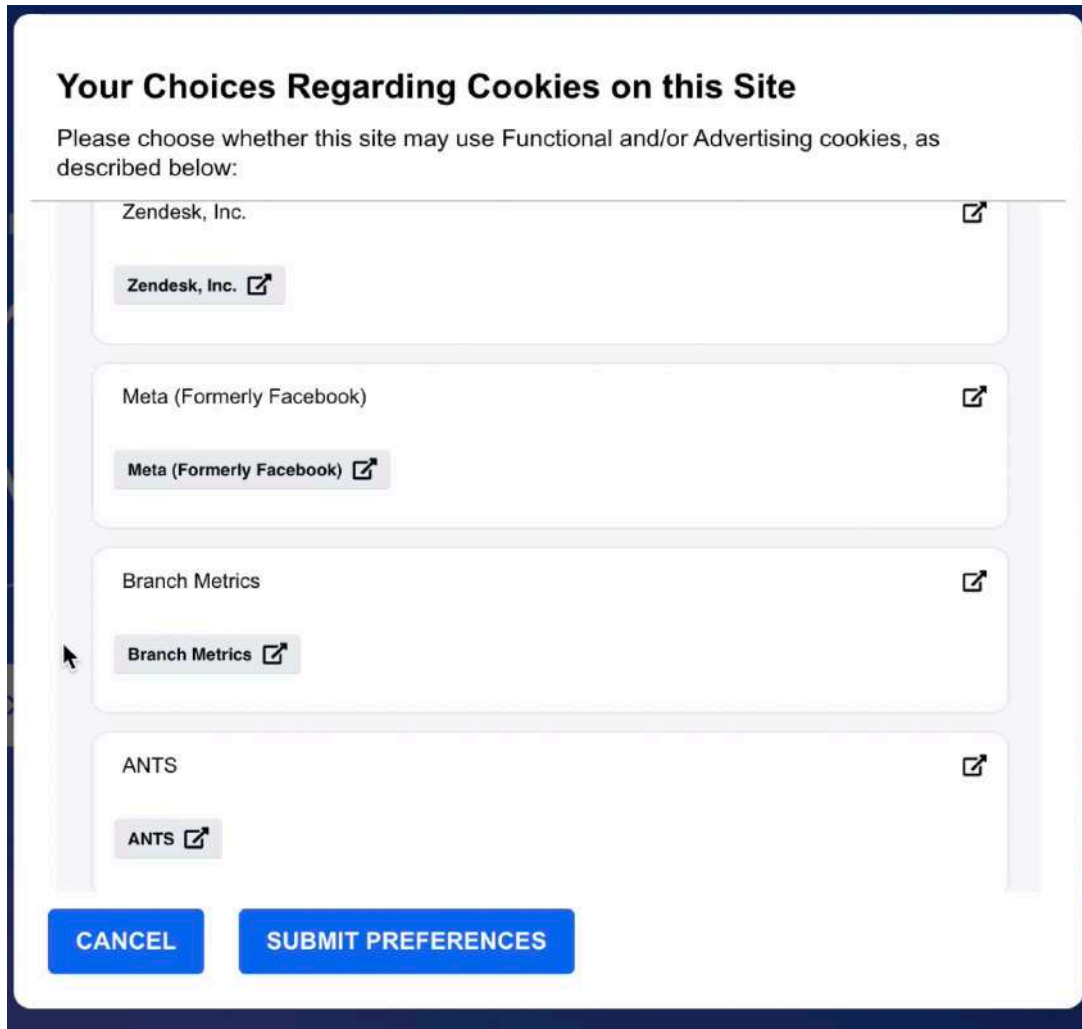 Your Choices Regarding Cookies on this Site
Please choose whether this site may use Functional and/or Advertising cookies, as
described below:
Zendesk, Inc.
Zendesk, Inc.
Meta (Formerly Facebook)
Meta (Formerly Facebook)
Branch Metrics
Branch Metrics
ANTS
ANTS
CANCEL
SUBMIT PREFERENCES